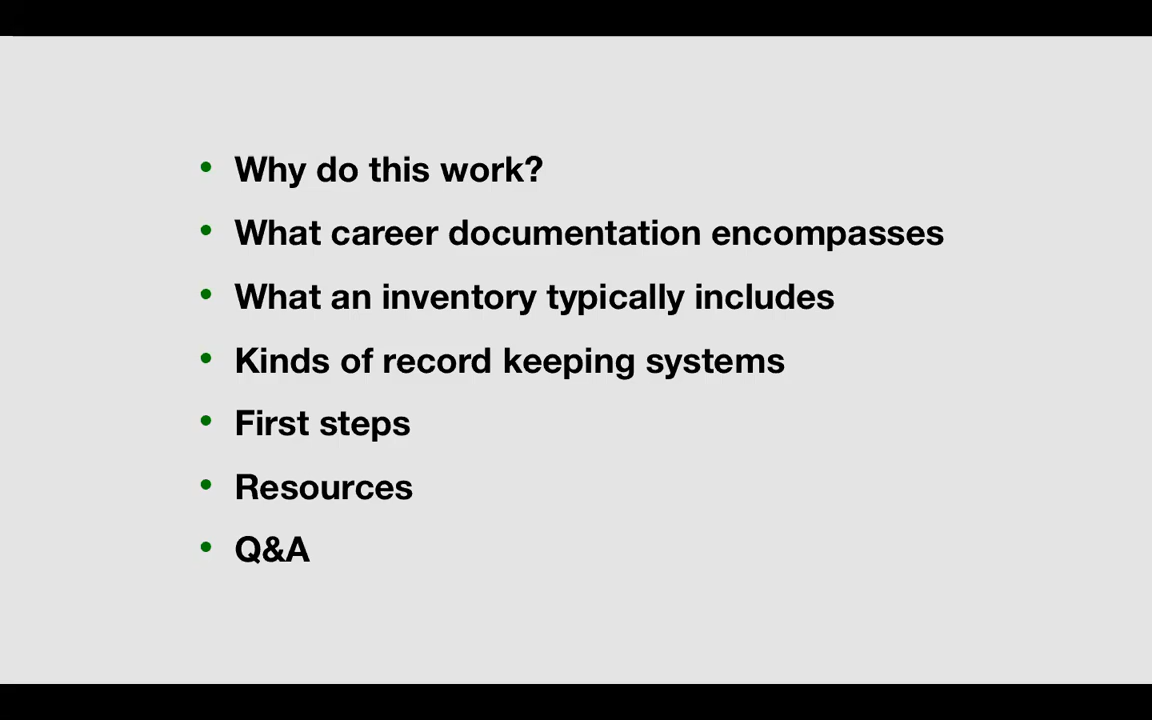 • Why do this work?
• What career documentation encompasses
• What an inventory typically includes
• Kinds of record keeping systems
• First steps
• Resources
• Q&A